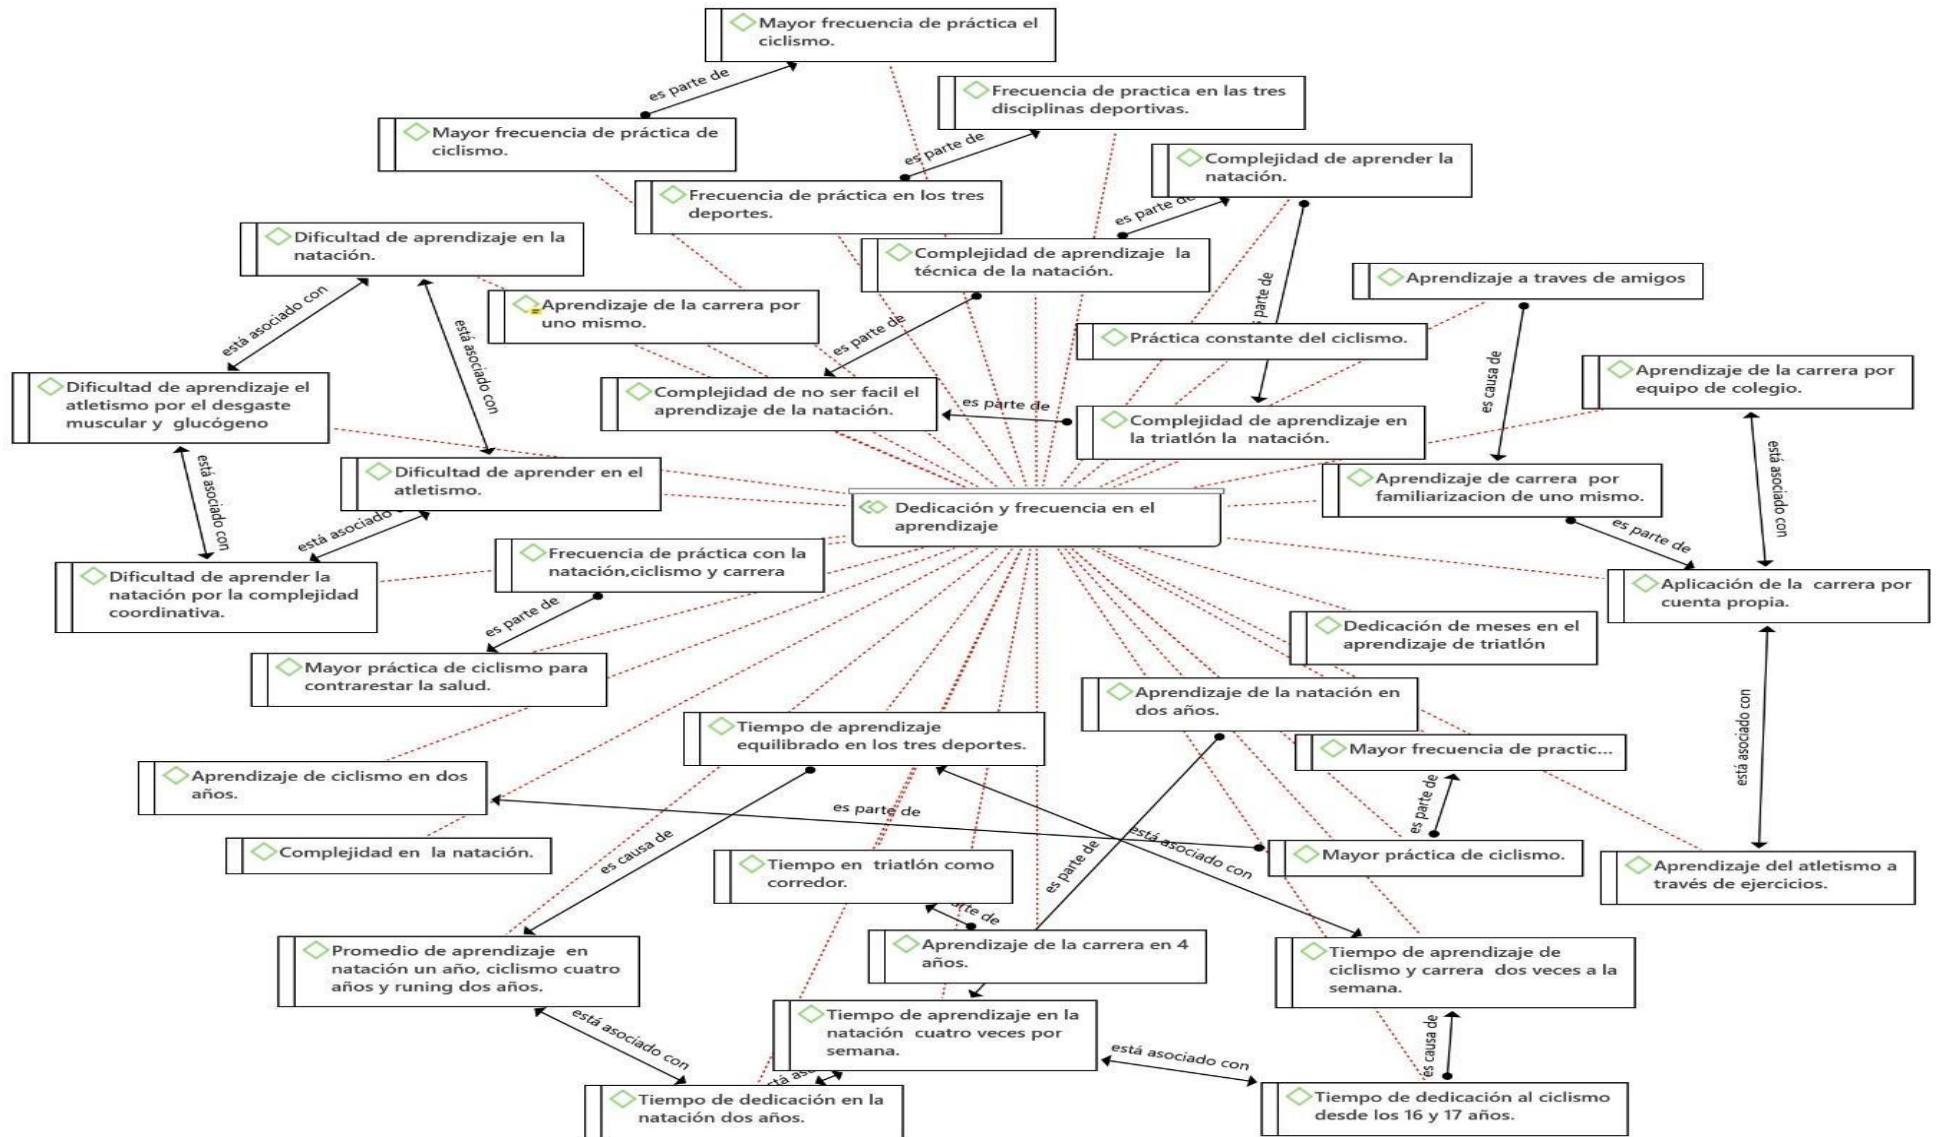 Mayor frecuencia de práctica el
ciclismo.
es parte de
Frecuencia de practica en las tres
disciplinas deportivas.
Mayor frecuencia de práctica de
ciclismo.
es parte de
Complejidad de aprender la
natación.
Frecuencia de práctica en los tres
deportes.
es parte de
Dificultad de aprendizaje en la
natación.
Complejidad de aprendizaje la
técnica de la natación.
Aprendizaje a traves de amigos
está asociado con
Aprendizaje de la carrera por
uno mismo.
es parte de
parte de
Práctica constante del ciclismo.
está asociado con
es causa de
Dificultad de aprendizaje el
atletismo por el desgaste
muscular y glucógeno
Complejidad de no ser facil el
aprendizaje de la natación.
es parte de
Complejidad de aprendizaje en
la triatlón la natación.
Aprendizaje de la carrera por
equipo de colegio.
está asociado con
Dificultad de aprender en el
atletismo.
Aprendizaje de carrera por
familiarizacion de uno mismo.
está asociado con
Dedicación y frecuencia en el
aprendizaje
es parte de
está asociado
Frecuencia de práctica con la
natación,ciclismo y carrera
Dificultad de aprender la
natación por la complejidad
coordinativa.
Aplicación de la carrera por
cuenta propia.
es parte de
Dedicación de meses en el
aprendizaje de triatlón
Mayor práctica de ciclismo para
contrarestar la salud.
Aprendizaje de la natación en
dos años.
está asociado con
Tiempo de aprendizaje
equilibrado en los tres deportes.
Mayor frecuencia de practic...
Aprendizaje de ciclismo en dos
años.
es parte de
es parte de
Complejidad en la natación.
es causa de
está asociado con
es parte de
Mayor práctica de ciclismo.
Tiempo en triatlón como
corredor.
Aprendizaje del atletismo a
través de ejercicios.
arte de
Promedio de aprendizaje en
natación un año, ciclismo cuatro
años y runing dos años.
Aprendizaje de la carrera en 4
años.
Tiempo de aprendizaje de
ciclismo y carrera dos veces a la
semana.
está asociado con
Tiempo de aprendizaje en la
natación cuatro veces por
semana.
está asociado con
es causa de
Tiempo de dedicación en la
natación dos años.
Tiempo de dedicación al ciclismo
desde los 16 y 17 años.